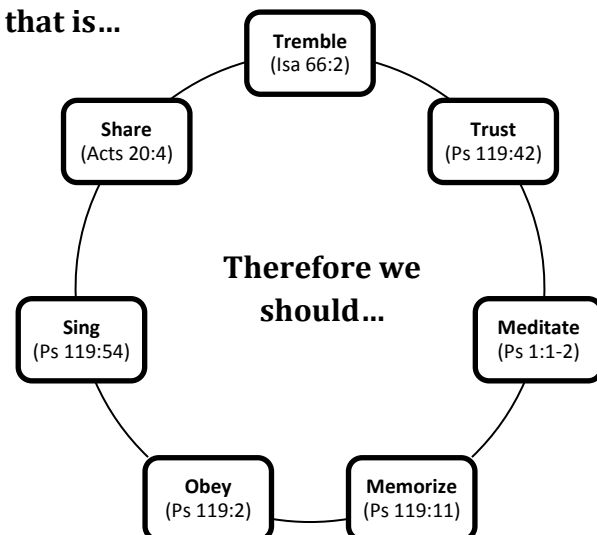 that is…
Tremble
(Isa 66:2)
Share
(Acts 20:4)
Trust
(Ps 119:42)
Therefore we
should…
Sing
(Ps 119:54)
Meditate
(Ps 1:1-2)
Obey
(Ps 119:2)
Memorize
(Ps 119:11)